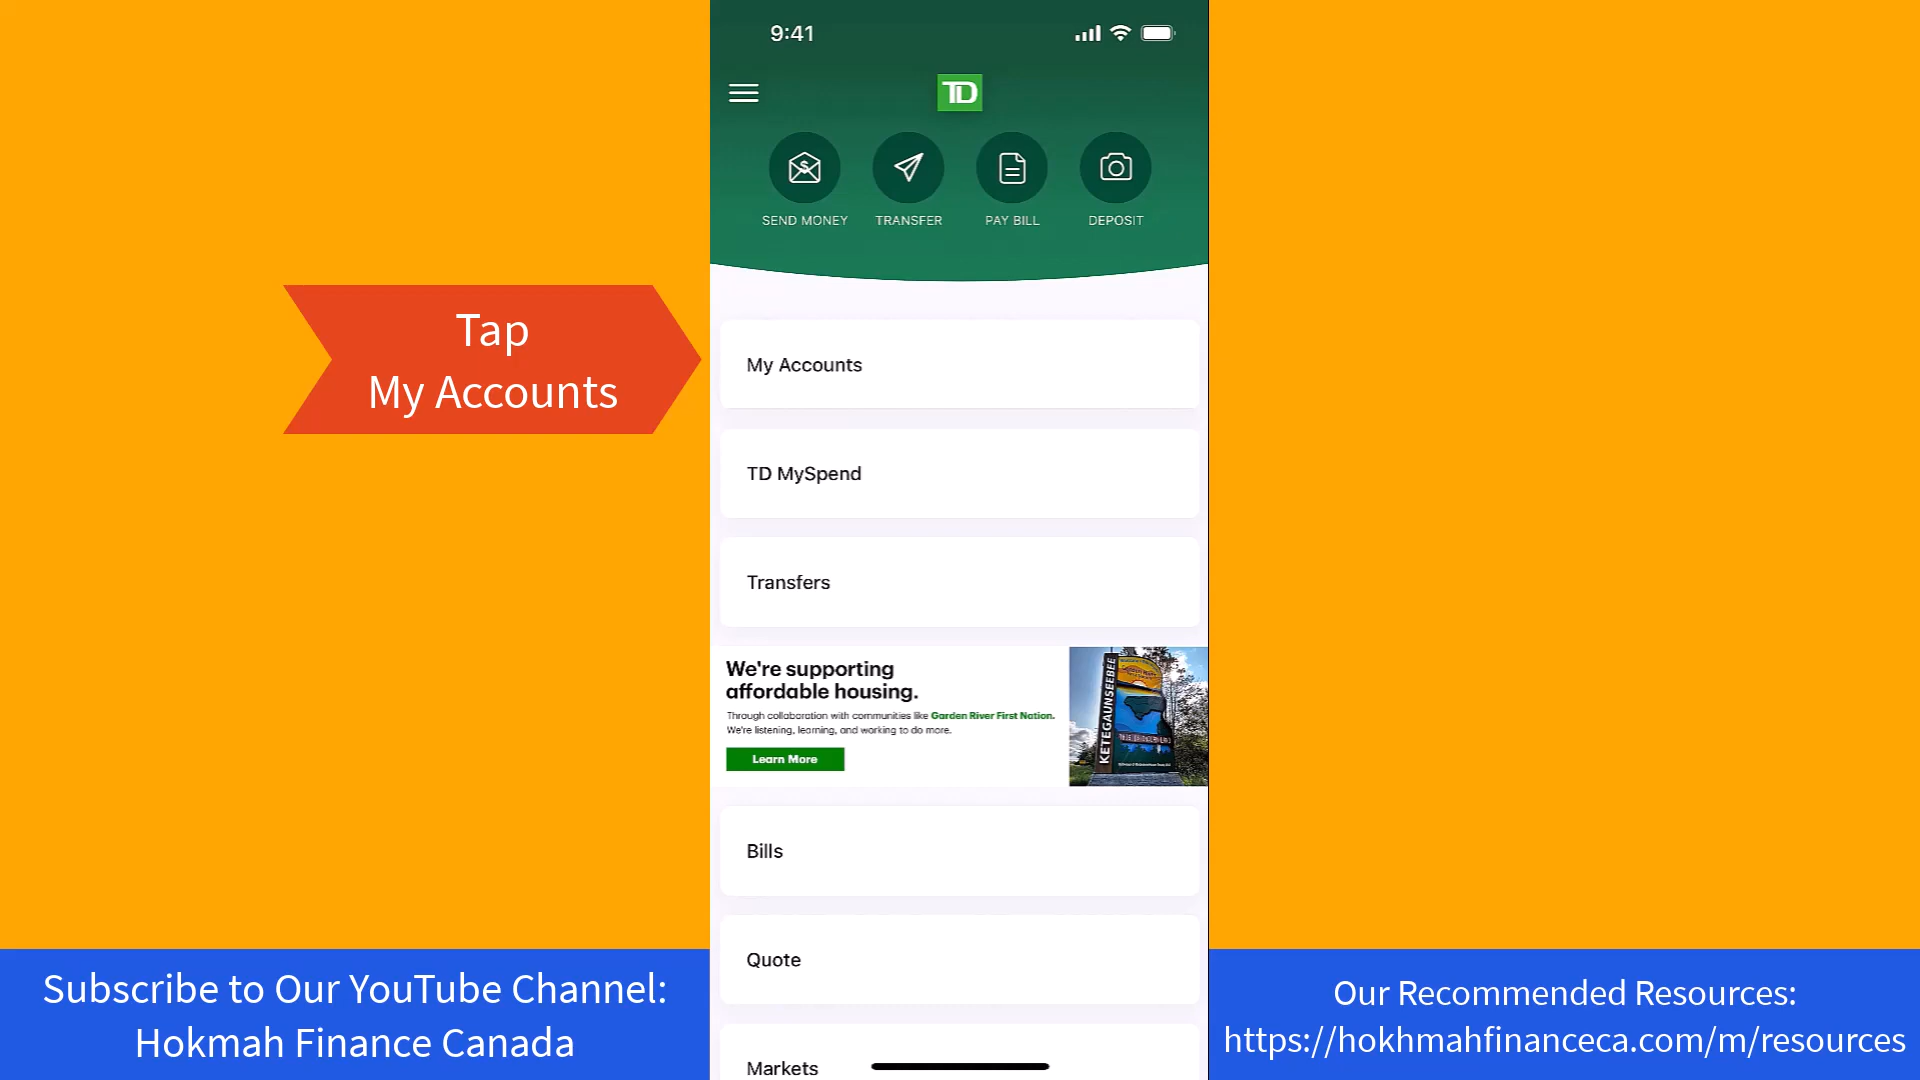 9:41
TD
SEND MONEY
TRANSFER
PAY BILL
DEPOSIT
Tap
My Accounts
My Accounts
TD MySpend
Transfers
We're supporting
affordable housing.
Through collaboration with communities like Garden River First Nation.
We're listening, learning, and working to do more.
Learn More
KETEGAUNSEEBEE
Bills
Quote
Markets
Subscribe to Our YouTube Channel:
Hokmah Finance Canada
Our Recommended Resources:
https://hokhmahfinanceca.com/m/resources